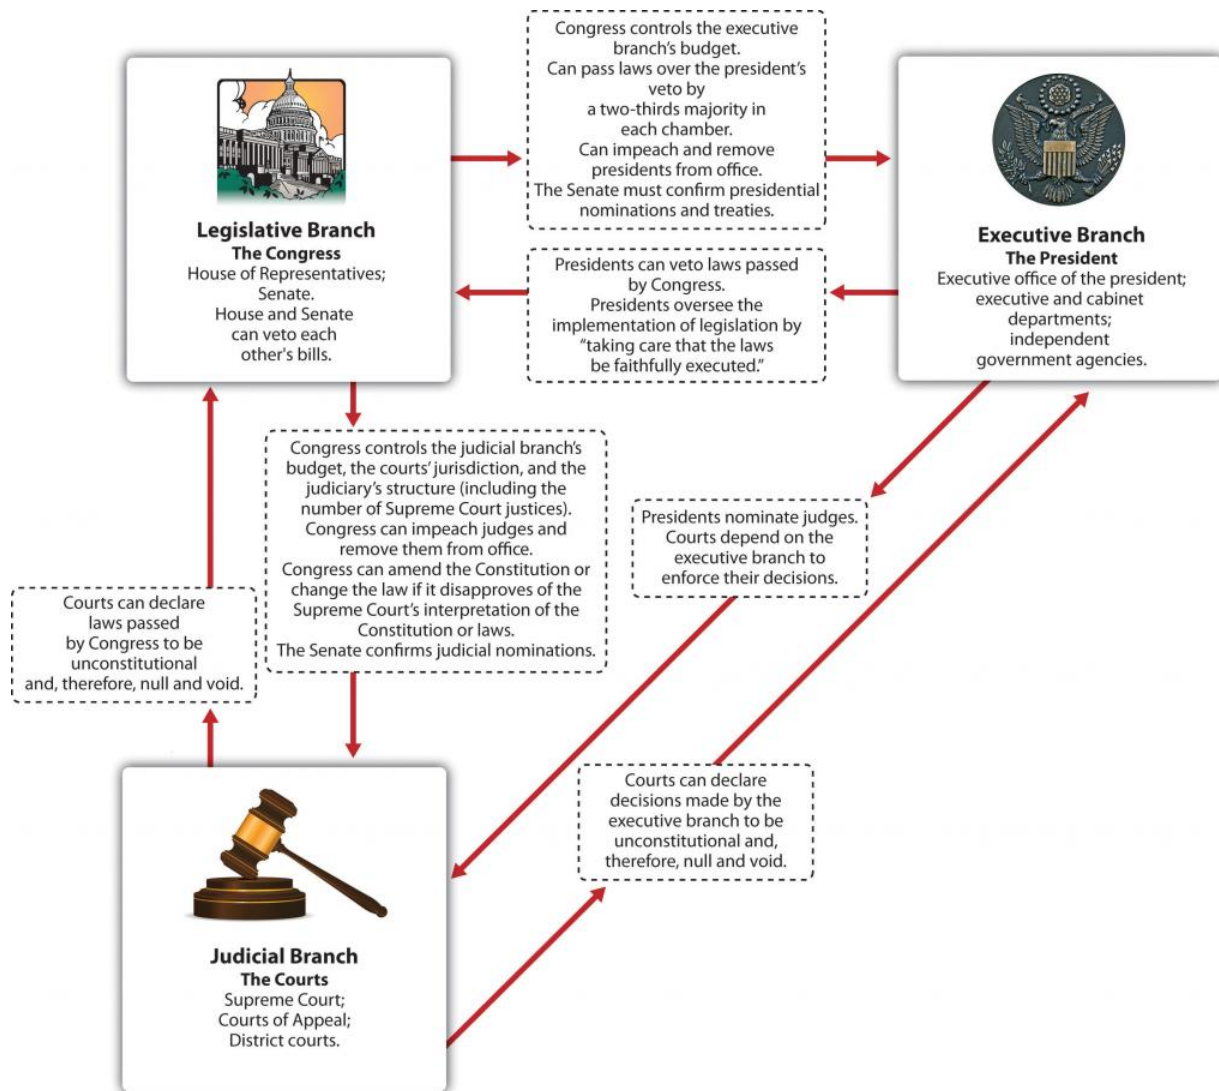 Congress controls the executive
branch's budget.
Can pass laws over the president's
veto by
a two-thirds majority in
each chamber.
Can impeach and remove
presidents from office.
The Senate must confirm presidential
nominations and treaties.
Legislative Branch
The Congress
House of Representatives;
Senate.
House and Senate
can veto each
other's bills.
Executive Branch
The President
Executive office of the president;
executive and cabinet
departments;
independent
government agencies.
Presidents can veto laws passed
by Congress.
Presidents oversee the
implementation of legislation by
“taking care that the laws
be faithfully executed.”
Congress controls the judicial branch's
budget, the courts' jurisdiction, and the
judiciary's structure (including the
number of Supreme Court justices).
Congress can impeach judges and
remove them from office.
Congress can amend the Constitution or
change the law if it disapproves of the
Supreme Court's interpretation of the
Constitution or laws.
The Senate confirms judicial nominations.
Presidents nominate judges.
Courts depend on the
executive branch to
enforce their decisions.
Courts can declare
laws passed
by Congress to be
unconstitutional
and, therefore, null and void.
Courts can declare
decisions made by the
executive branch to be
unconstitutional and,
therefore, null and void.
Judicial Branch
The Courts
Supreme Court;
Courts of Appeal;
District courts.